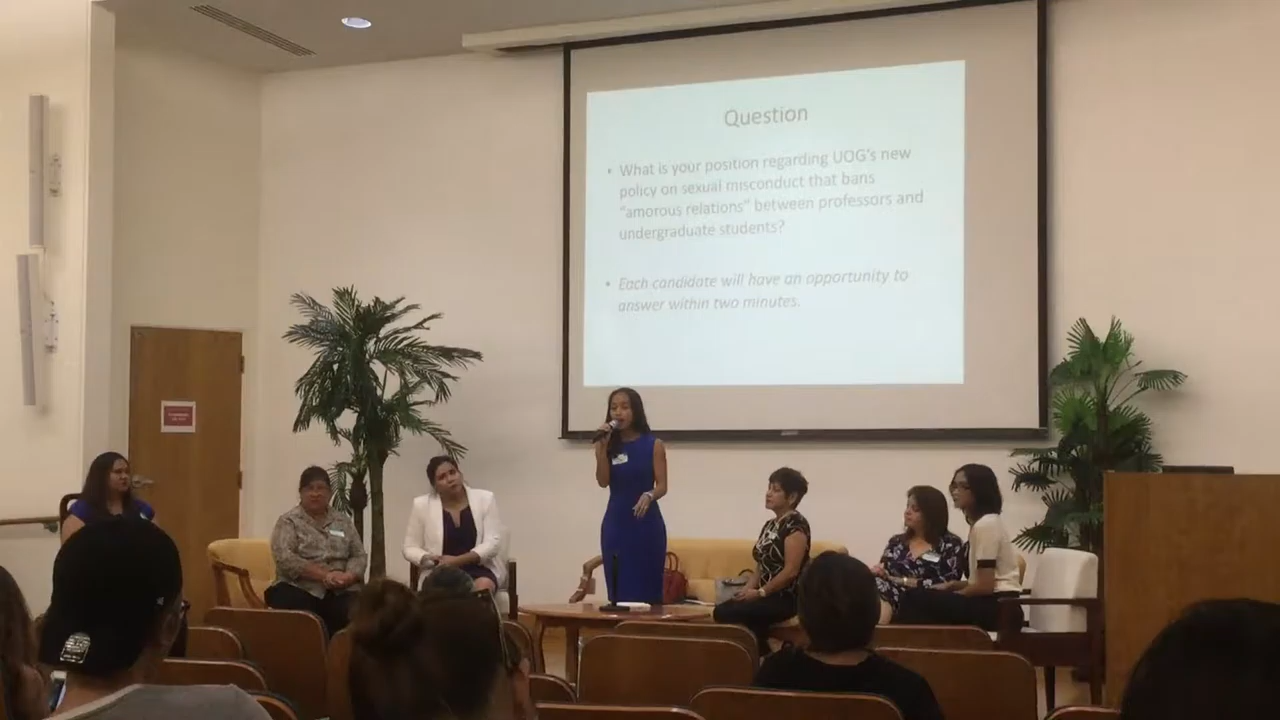 Question
• What is your position regarding UOG's new
policy on sexual misconduct that bans
"amorous relations" between professors and
undergraduate students?
• Each candidate will have an opportunity to
answer within two minutes.